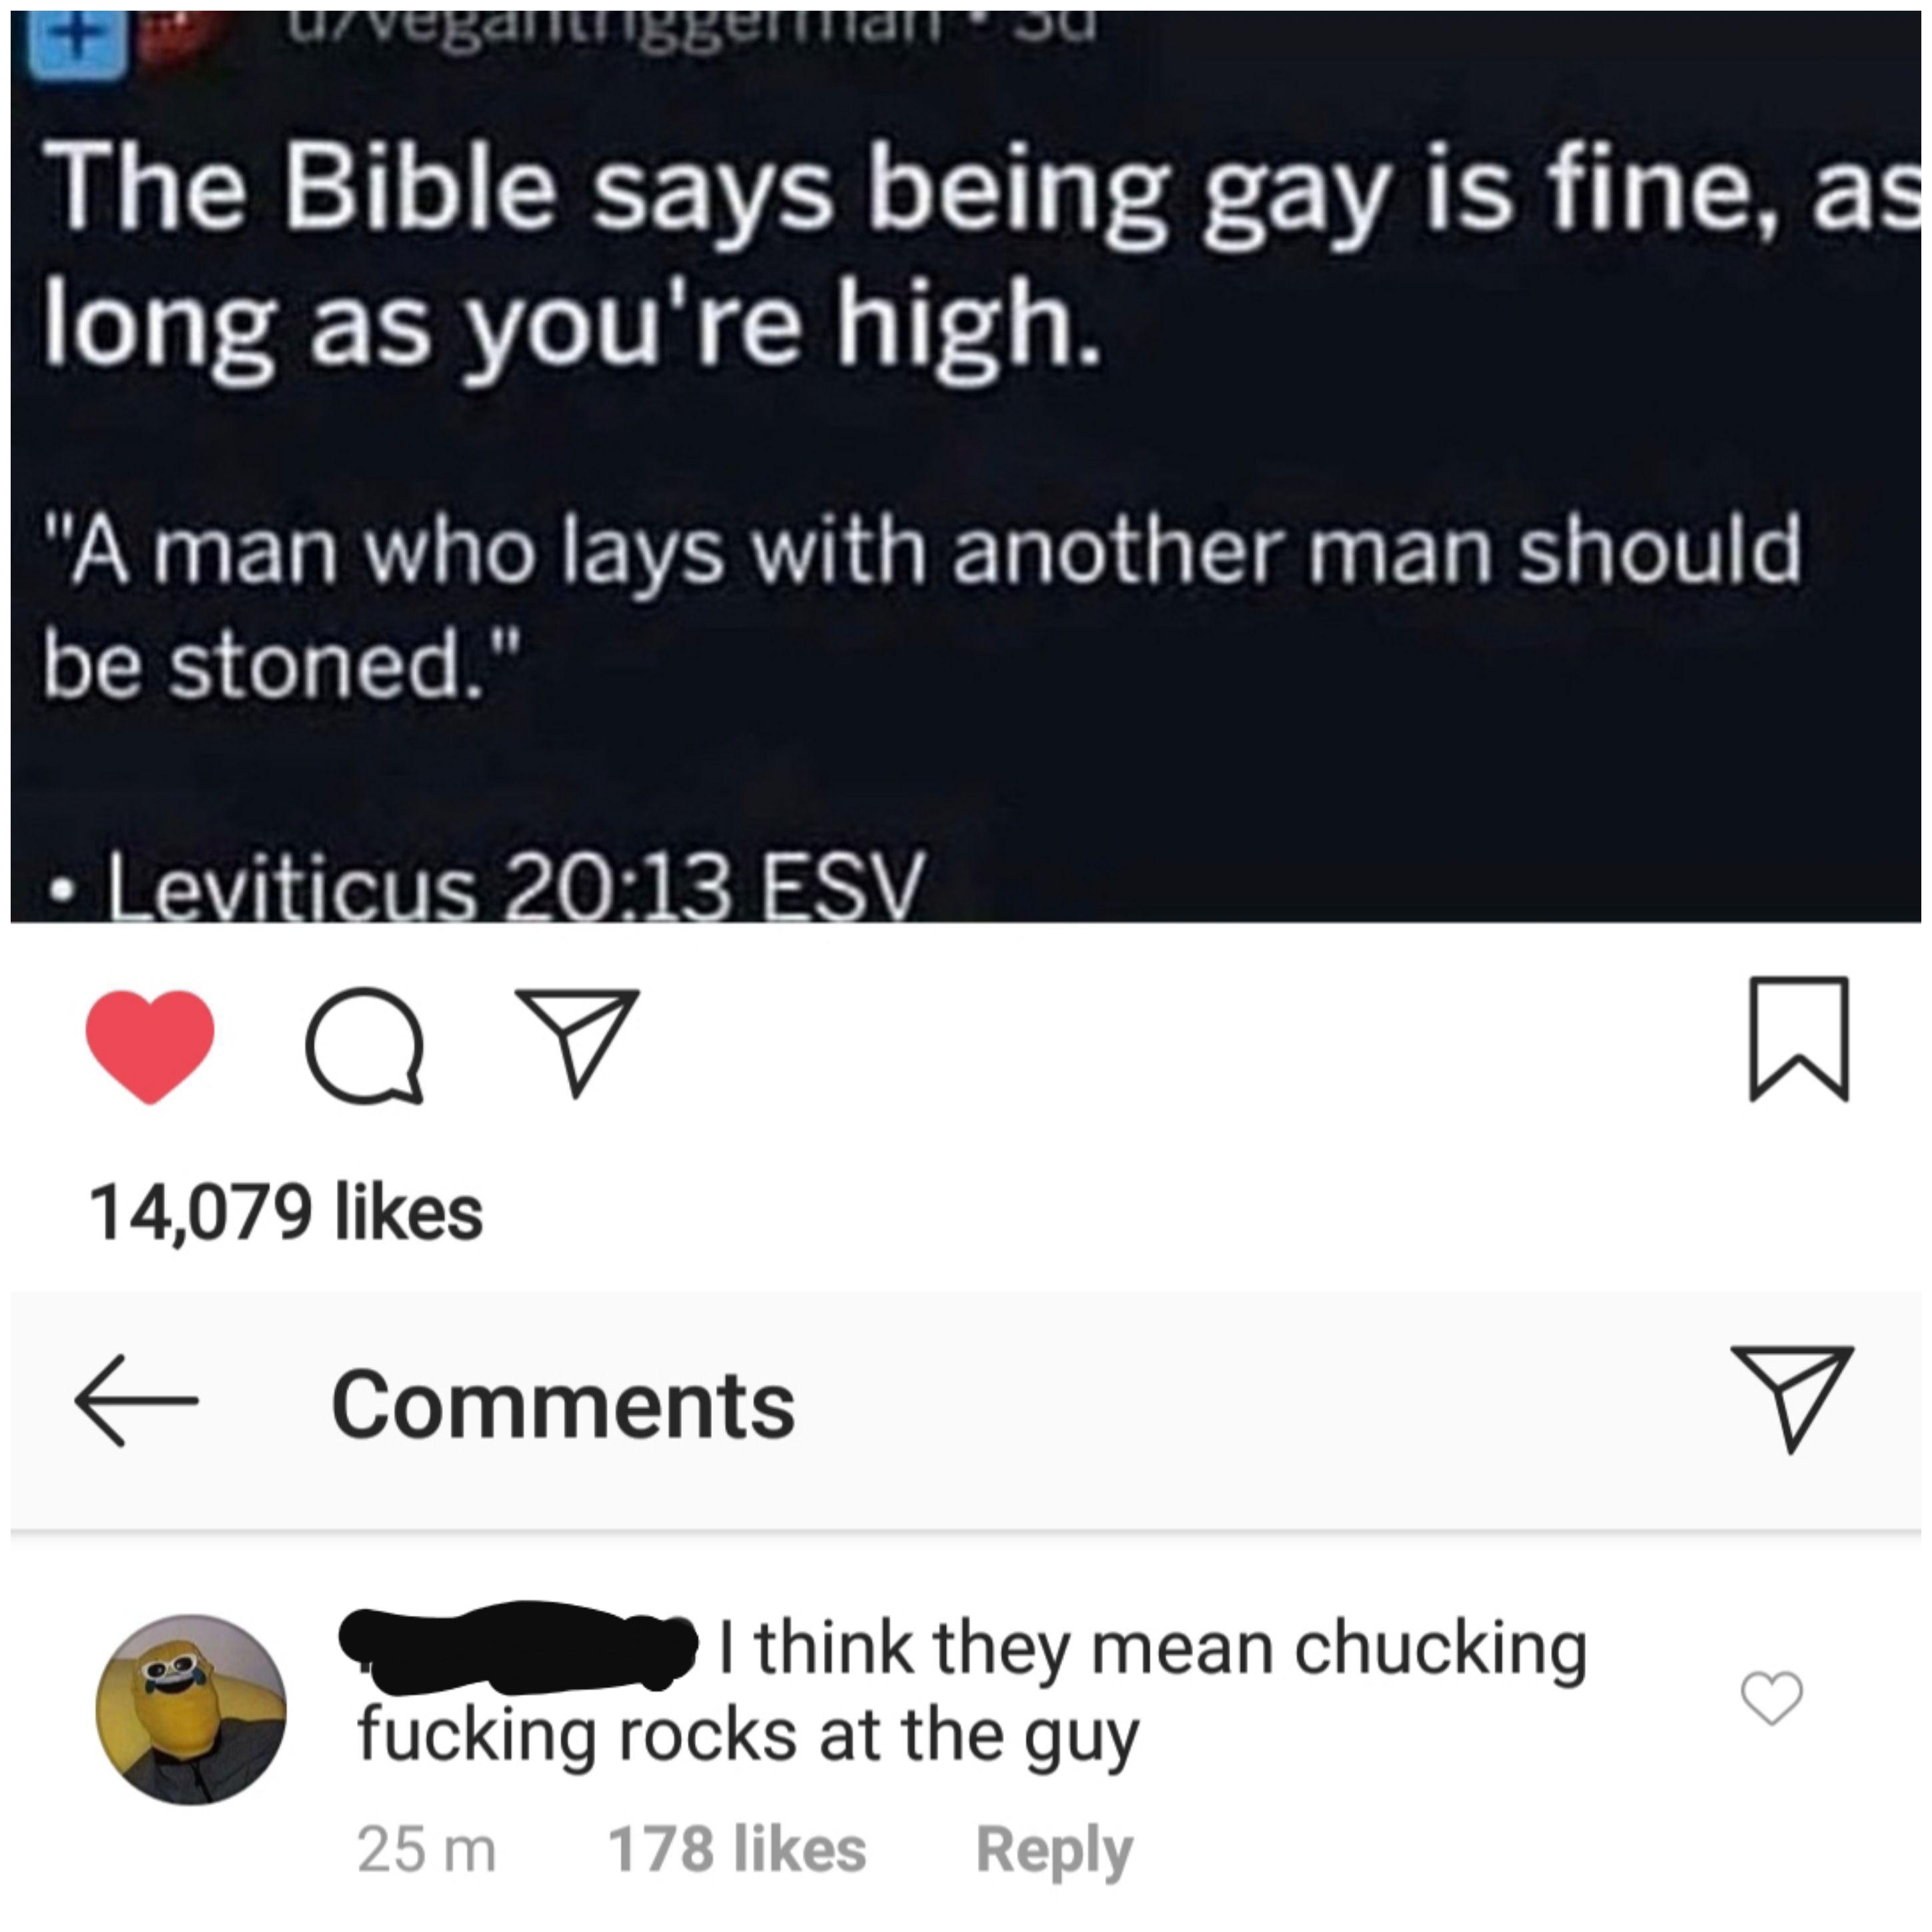 u/vegantriggerman • 3d
The Bible says being gay is fine, as
long as you're high.
"A man who lays with another man should
be stoned."
• Leviticus 20:13 ESV
14,079 likes
Comments
I think they mean chucking
fucking rocks at the guy
25 m 178 likes Reply